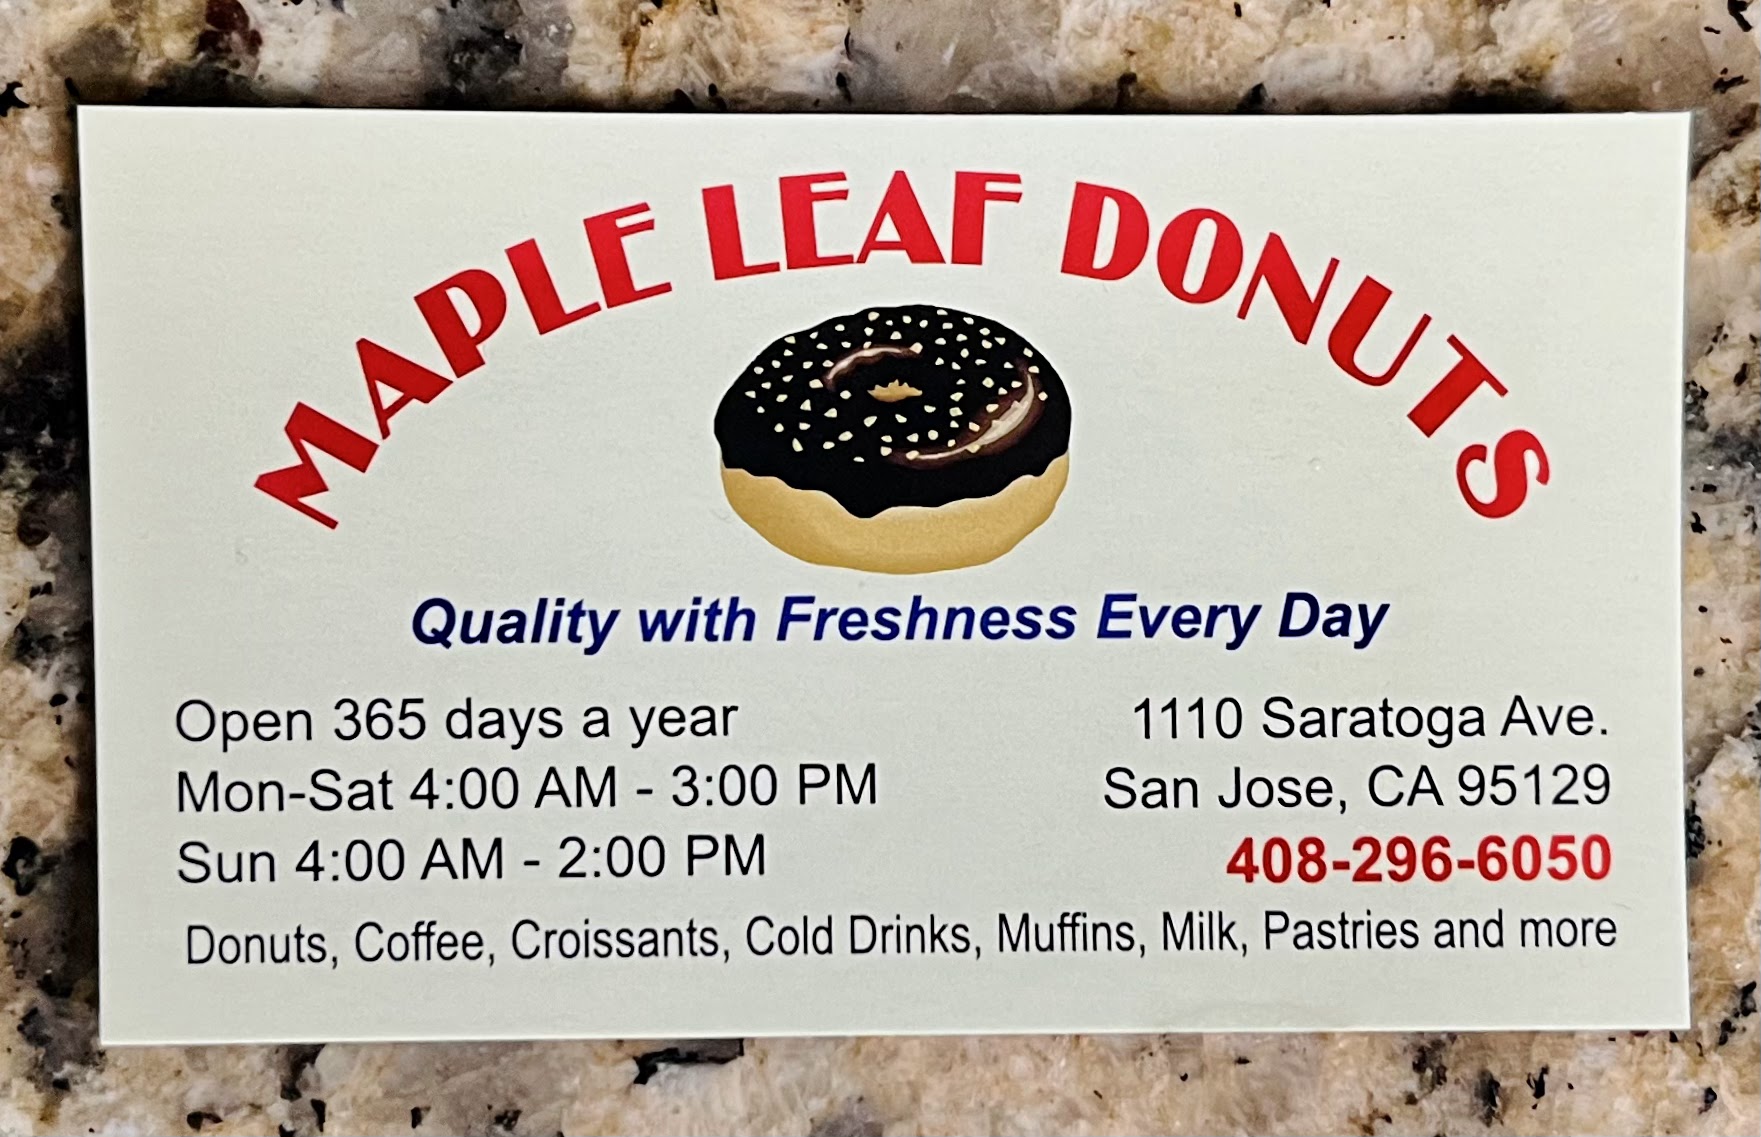 MAPLE LEAF DONUTS
Quality with Freshness Every Day
Open 365 days a year
Mon-Sat 4:00 AM - 3:00 PM
Sun 4:00 AM - 2:00 PM
1110 Saratoga Ave.
San Jose, CA 95129
408-296-6050
Donuts, Coffee, Croissants, Cold Drinks, Muffins, Milk, Pastries and more